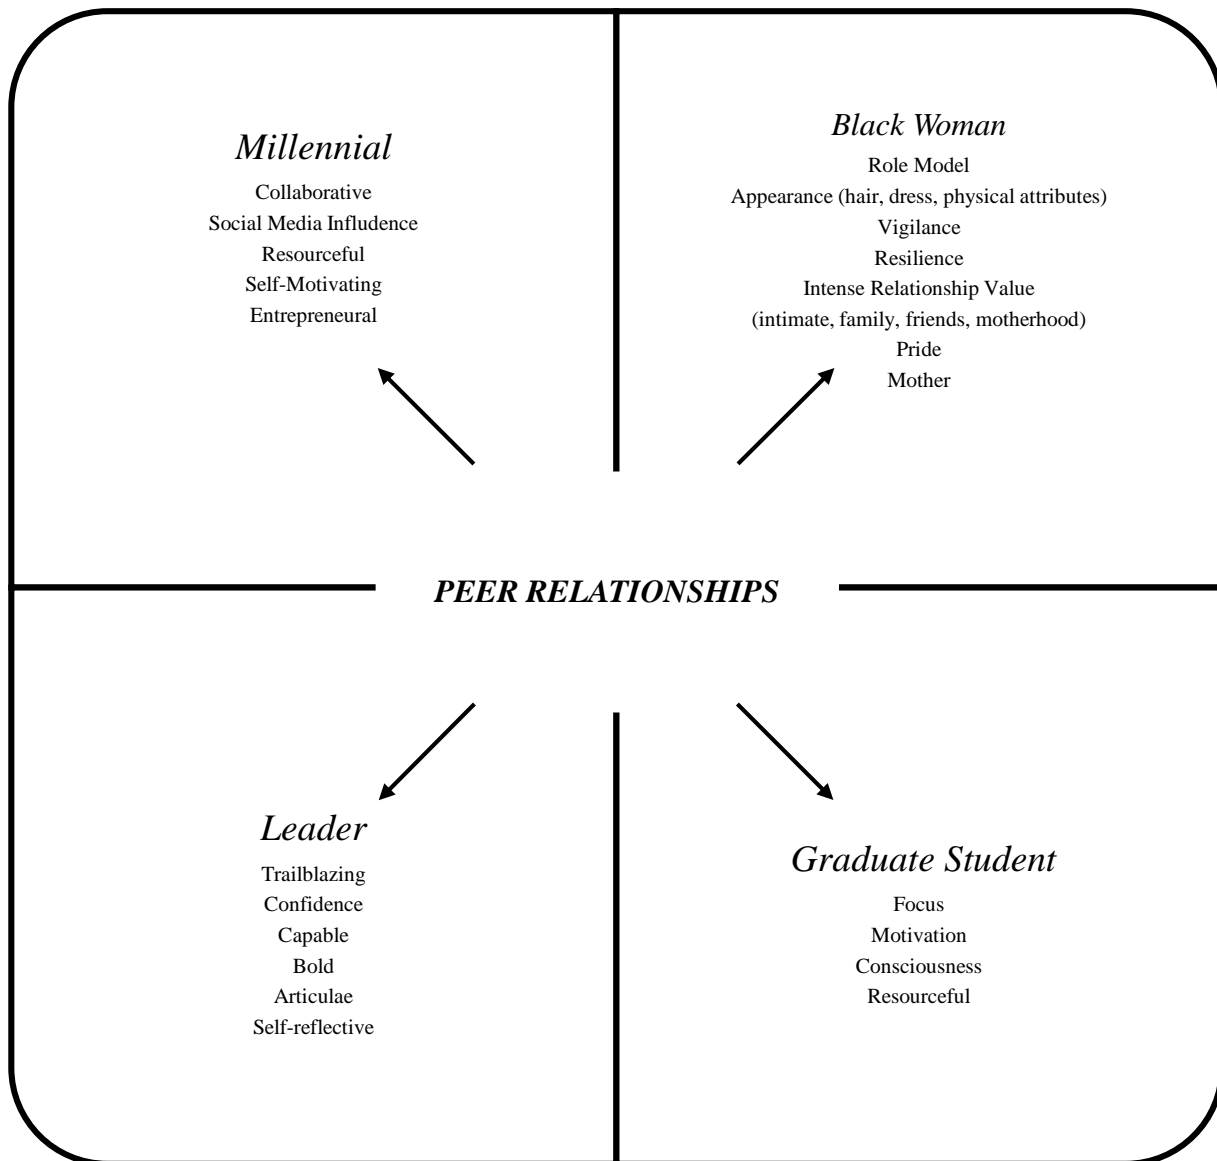 Millennial
Collaborative
Social Media Infludence
Resourceful
Self-Motivating
Entrepreneural
Black Woman
Role Model
Appearance (hair, dress, physical attributes)
Vigilance
Resilience
Intense Relationship Value
(intimate, family, friends, motherhood)
Pride
Mother
PEER RELATIONSHIPS
Leader
Trailblazing
Confidence
Capable
Bold
Articulae
Self-reflective
Graduate Student
Focus
Motivation
Consciousness
Resourceful